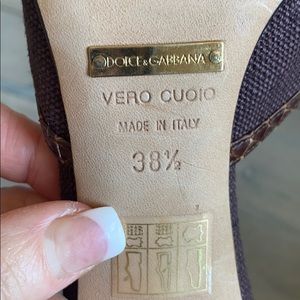 DOLCE & GABBANA
VERO CUOIO
MADE IN ITALY
38½